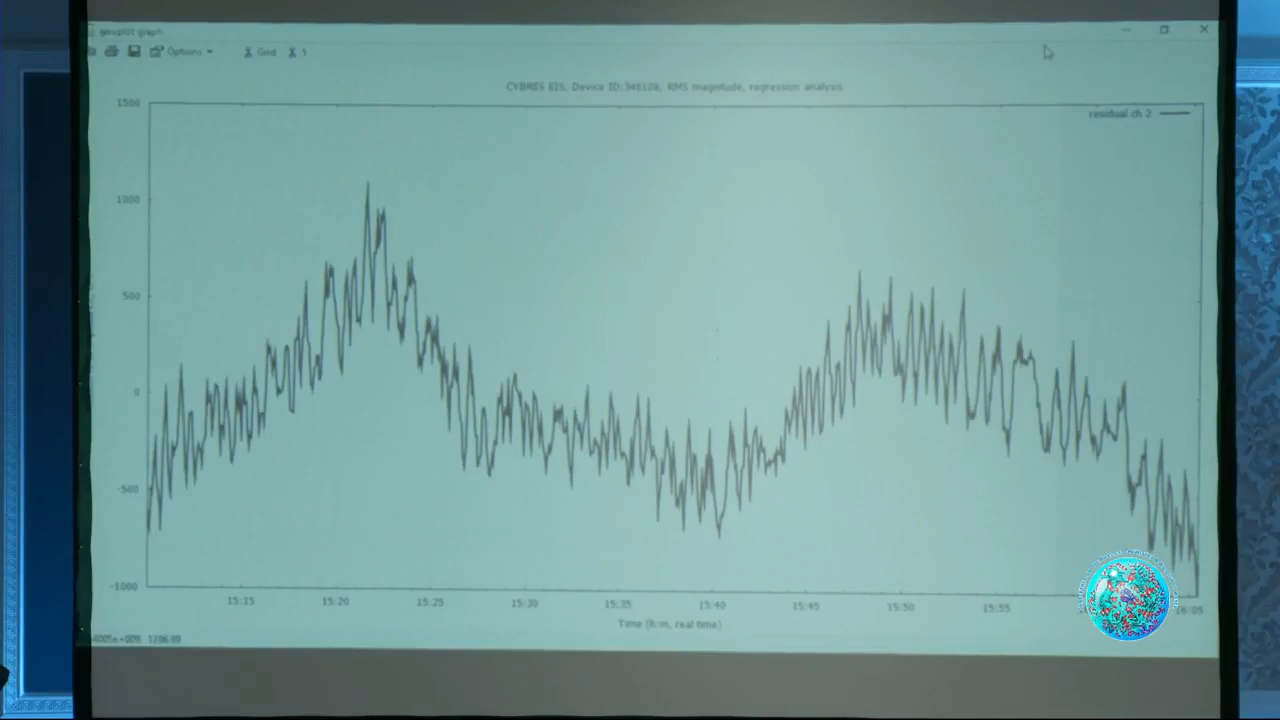 gnuplot graph
Options
Grid
1
CYBRES EIS, Device ID:346108, RMS magnitude, regression analysis
residual ch 2
1500
1000
500
0
-500
-1000
15:15 15:20 15:25 15:30 15:35 15:40 15:45 15:50 15:55 16:05
Time (h:m, real time)